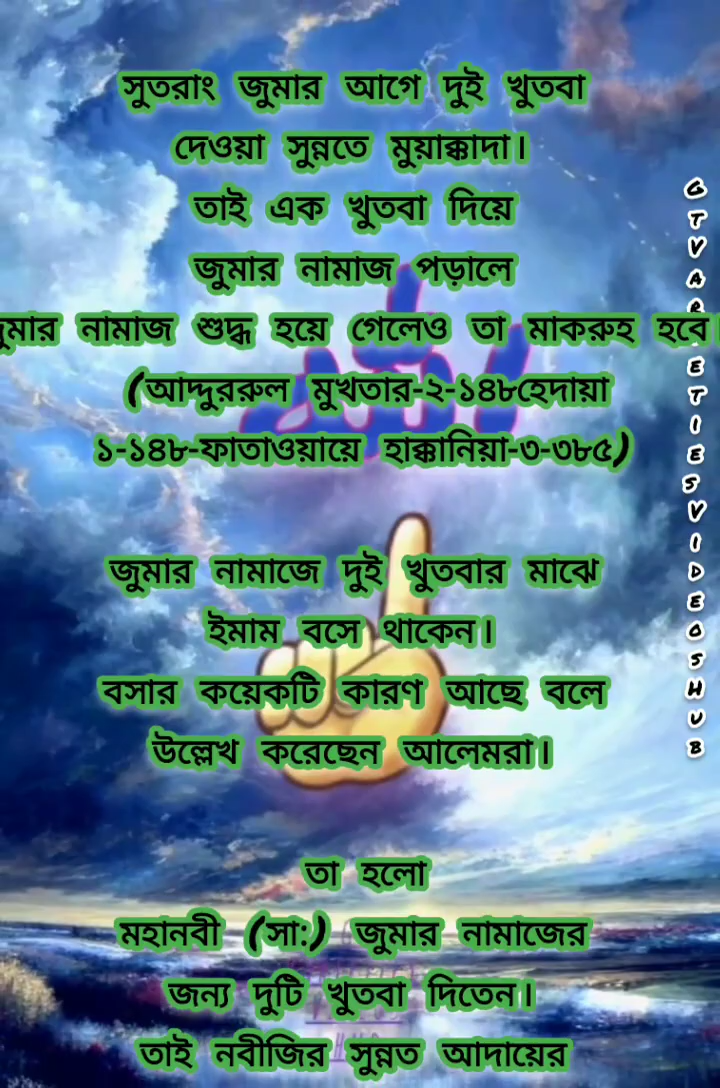 সুতরাং জুমার আগে দুই খুতবা
দেওয়া সুন্নতে মুয়াক্কাদা।
তাই এক খুতবা দিয়ে
জুমার নামাজ পড়ালে
নামাজ শুদ্ধ হয়ে গেলেও তা মাকরুহ হবে।
(আদ্দুররুল মুখতার-২-১৪৮হেদায়া
১-১৪৮-ফাতাওয়ায়ে হাক্কানিয়া-৩-৩৮৫)
জুমার নামাজে দুই খুতবার মাঝে
ইমাম বসে থাকেন।
বসার কয়েকটি কারণ আছে বলে
উল্লেখ করেছেন আলেমরা।
তা হলো
মহানবী (সা:) জুমার নামাজের
জন্য দুটি খুতবা দিতেন।
তাই নবীজির সুন্নত আদায়ের
الله
GTVARIETIESVIDEOSHUB